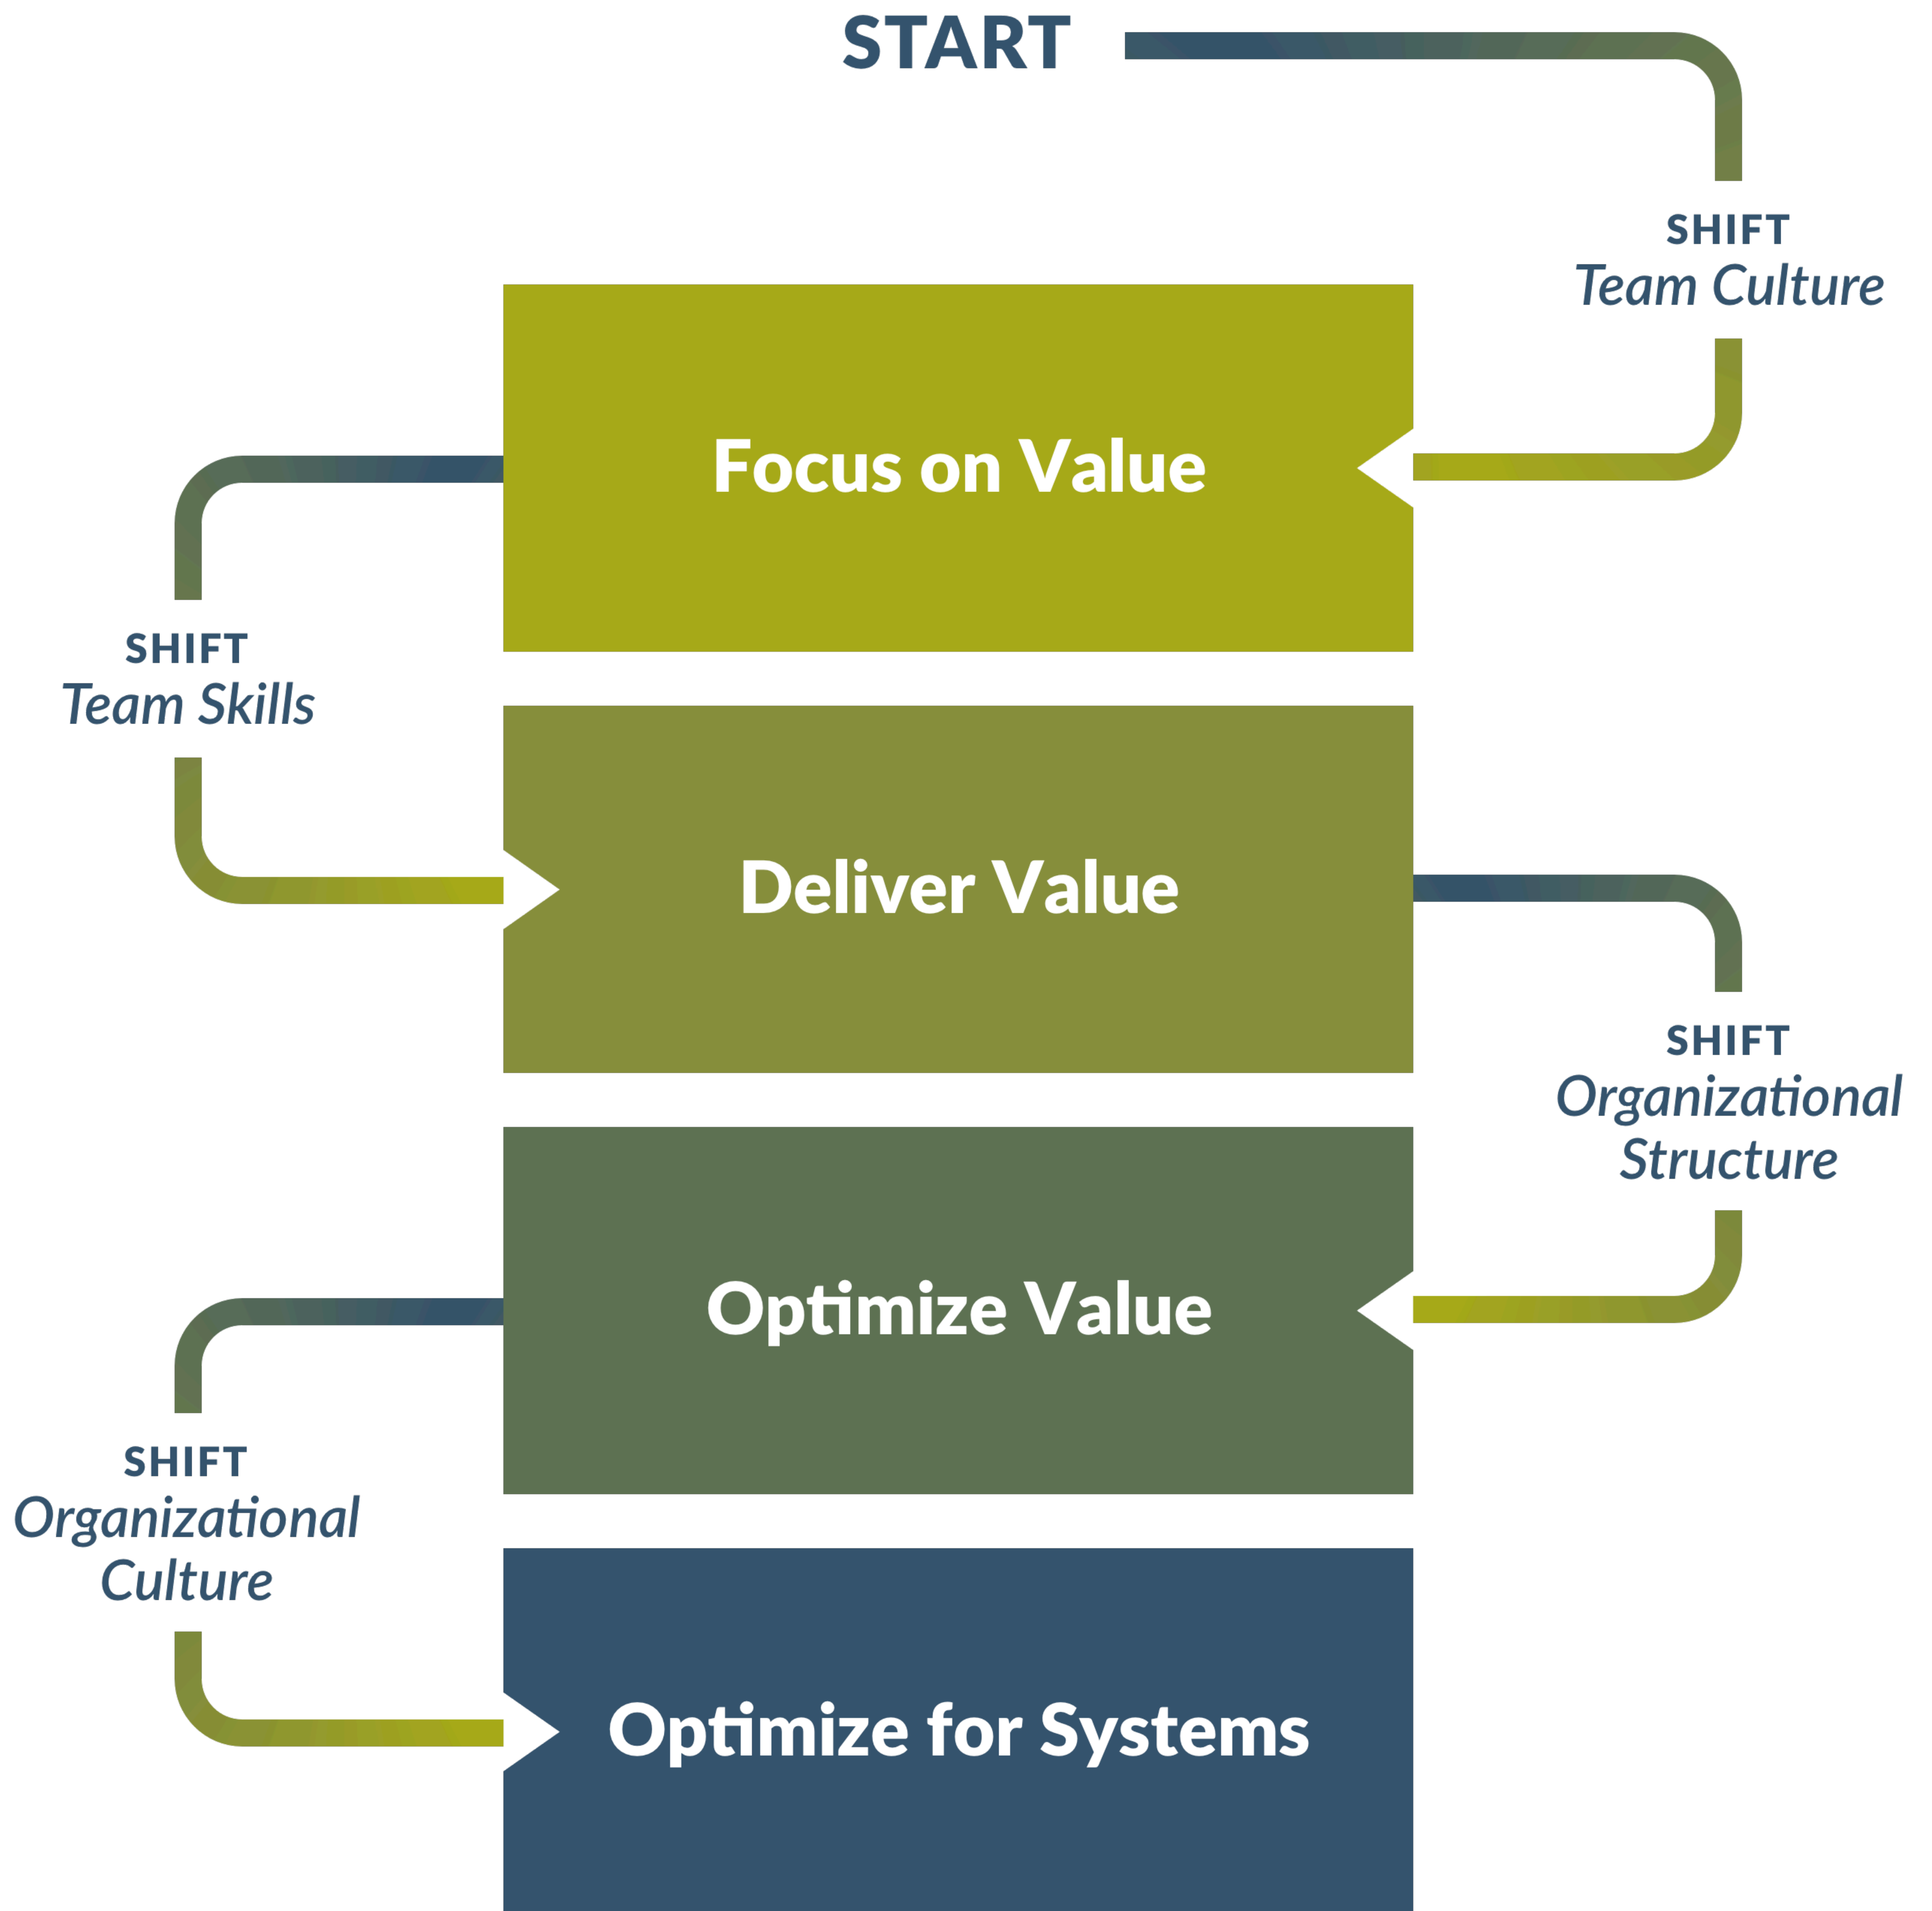 START
SHIFT
Team Culture
Focus on Value
SHIFT
Team Skills
Deliver Value
SHIFT
Organizational
Structure
Optimize Value
SHIFT
Organizational
Culture
Optimize for Systems